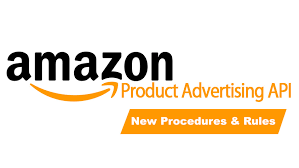 amazon
Product Advertising API
New Procedures & Rules